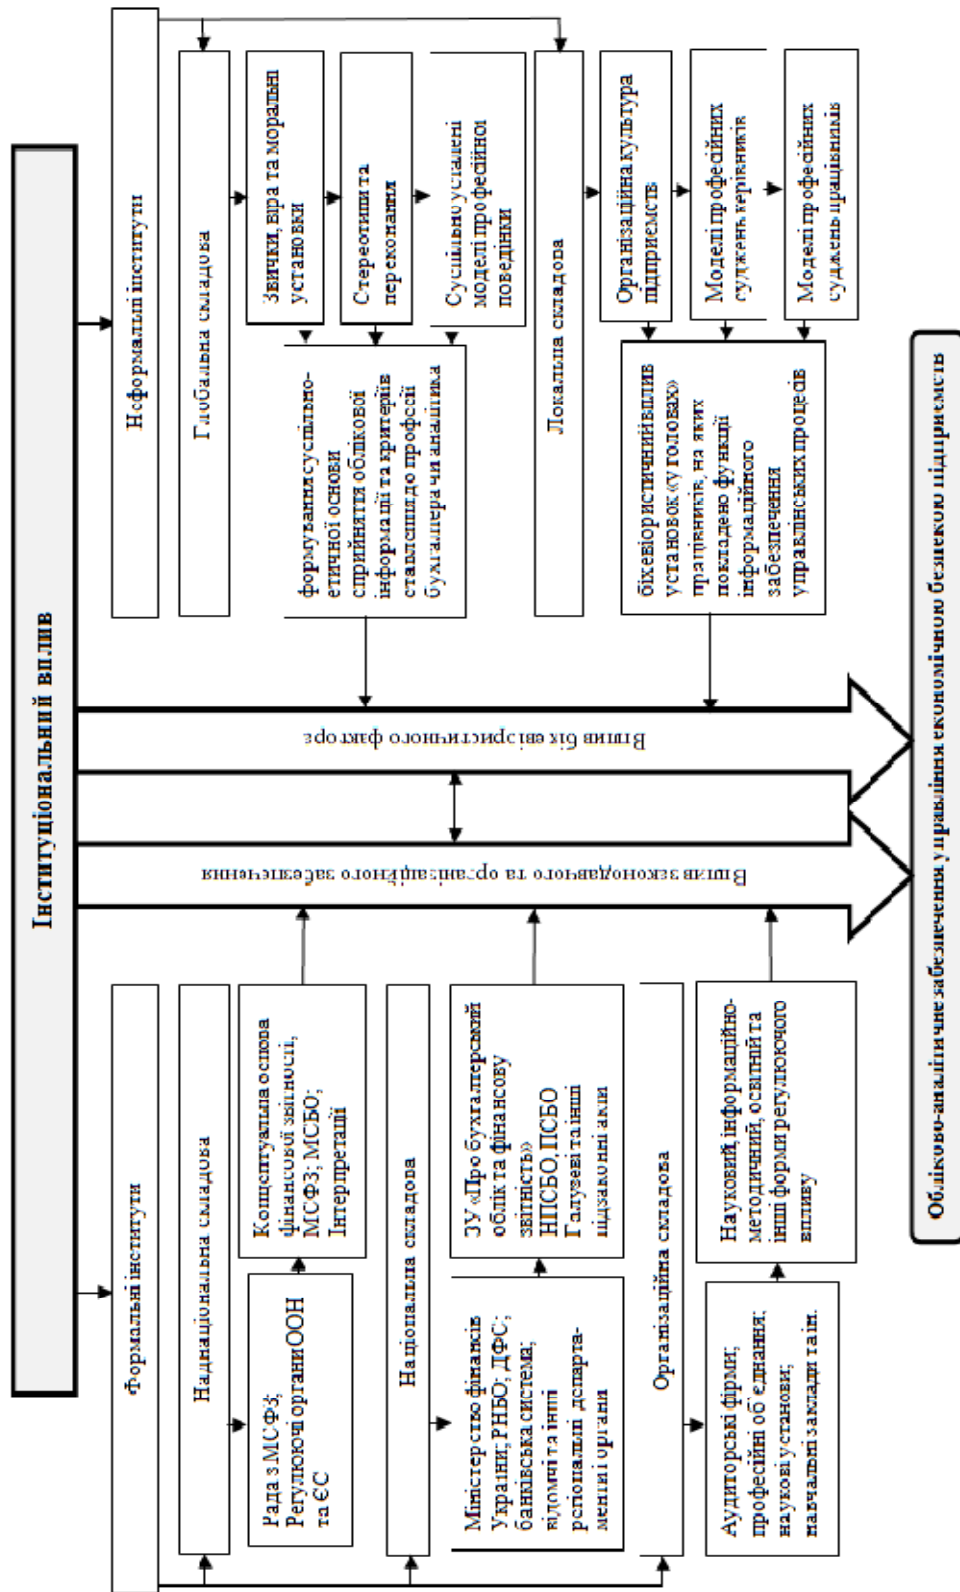 Інституціональний вплив
Формальні інститути
Наднаціональна складова
Рада з МСФЗ;
Регулюючі органи ООН
та ЄС
Концептуальна основа
фінансової звітності,
МСФЗ; МСБО;
Інтерпретації
Національна складова
Міністерство фінансів
України; РНБО; ДФС;
банківська система;
відомчі та інші
регіональні департа-
менти і органи
ЗУ «Про бухгалтерський
облік та фінансову
звітність»
НПСБО, ПСБО
Галузеві та інші
підзаконні акти
Організаційна складова
Аудиторські фірми;
професійні об'єднання;
наукові установи;
навчальні заклади та ін.
Науковий, інформаційно-
методичний, освітній та
інші форми регулюючого
впливу
Вплив законодавчого та організаційного забезпечення
Вплив біхевіористичного фактора
Неформальні інститути
Глобальна складова
формування суспільно-
етичної основи
сприйняття облікової
інформації та критеріїв
ставлення до професії
бухгалтера чи аналітика
Звички, віра та моральні
установки
Стереотипи та
переконання
Суспільно усталені
моделі професійної
поведінки
Локальна складова
біхевіористичний вплив
установок «у головах»
працівників, на яких
покладено функції
інформаційного
забезпечення
управлінських процесів
Організаційна культура
підприємств
Моделі професійних
суджень керівників
Моделі професійних
суджень працівників
Обліково-аналітичне забезпечення управління економічною безпекою підприємств